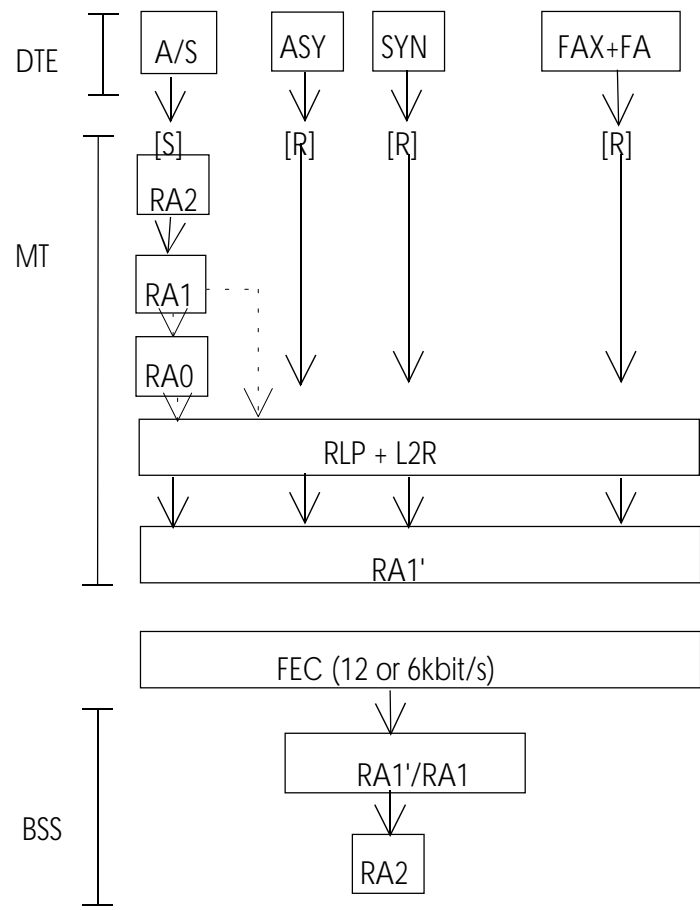 DTE A/S ASY SYN FAX+FA
[S] [R] [R] [R]
RA2
MT
RA1
RA0
RLP + L2R
RA1'
FEC (12 or 6kbit/s)
RA1'/RA1
BSS
RA2